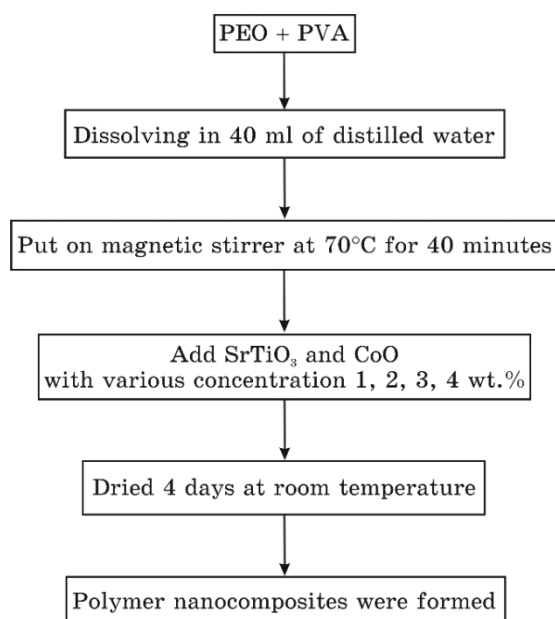 PEO + PVA
Dissolving in 40 ml of distilled water
Put on magnetic stirrer at 70°C for 40 minutes
Add SrTiO₃ and CoO
with various concentration 1, 2, 3, 4 wt.%
Dried 4 days at room temperature
Polymer nanocomposites were formed